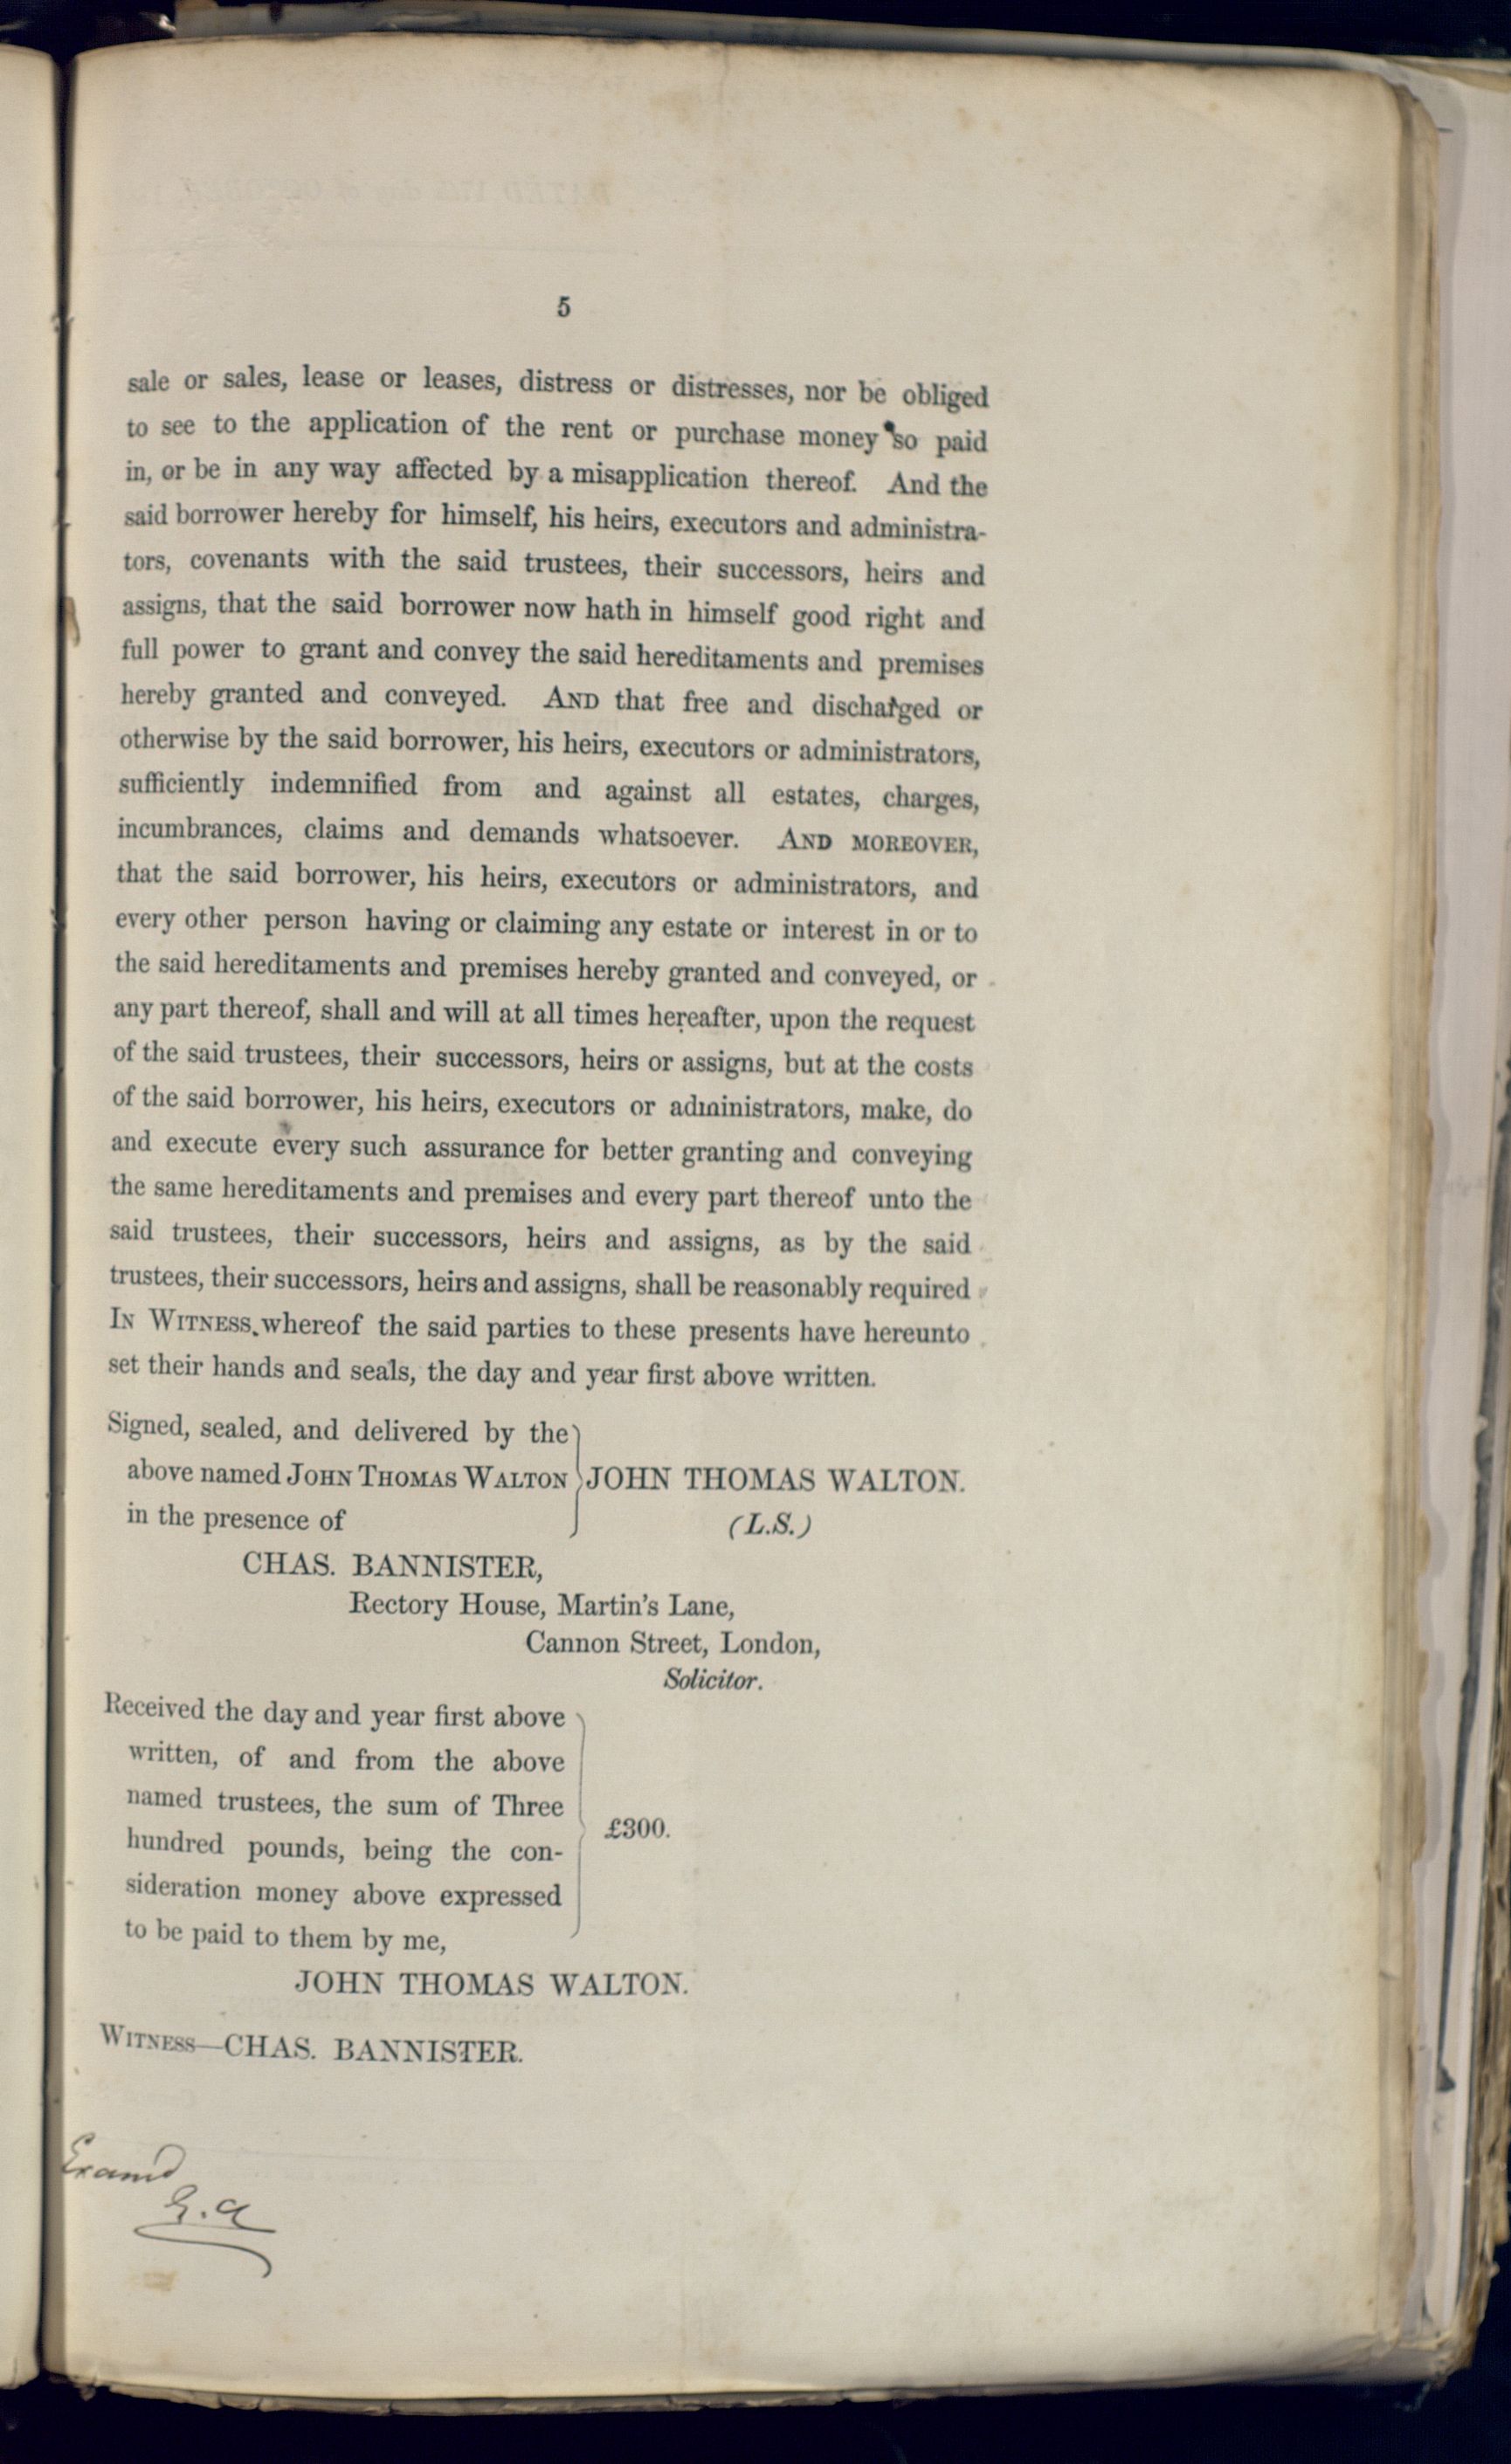 5
sale or sales, lease or leases, distress or distresses, nor be obliged
to see to the application of the rent or purchase money so paid
in, or be in any way affected by a misapplication thereof. And the
said borrower hereby for himself, his heirs, executors and administra-
tors, covenants with the said trustees, their successors, heirs and
assigns, that the said borrower now hath in himself good right and
full power to grant and convey the said hereditaments and premises
hereby granted and conveyed. AND that free and discharged or
otherwise by the said borrower, his heirs, executors or administrators,
sufficiently indemnified from and against all estates, charges,
incumbrances, claims and demands whatsoever. AND MOREOVER,
that the said borrower, his heirs, executors or administrators, and
every other person having or claiming any estate or interest in or to
the said hereditaments and premises hereby granted and conveyed, or
any part thereof, shall and will at all times hereafter, upon the request
of the said trustees, their successors, heirs or assigns, but at the costs
of the said borrower, his heirs, executors or administrators, make, do
and execute every such assurance for better granting and conveying
the same hereditaments and premises and every part thereof unto the
said trustees, their successors, heirs and assigns, as by the said
trustees, their successors, heirs and assigns, shall be reasonably required
IN WITNESS whereof the said parties to these presents have hereunto
set their hands and seals, the day and year first above written.
Signed, sealed, and delivered by the
above named JOHN THOMAS WALTON JOHN THOMAS WALTON.
in the presence of (L.S.)
CHAS. BANNISTER,
Rectory House, Martin's Lane,
Cannon Street, London,
Solicitor.
Received the day and year first above
written, of and from the above
named trustees, the sum of Three
£300.
hundred pounds, being the con-
sideration money above expressed
to be paid to them by me,
JOHN THOMAS WALTON.
WITNESS—CHAS. BANNISTER.
Examd
G.A